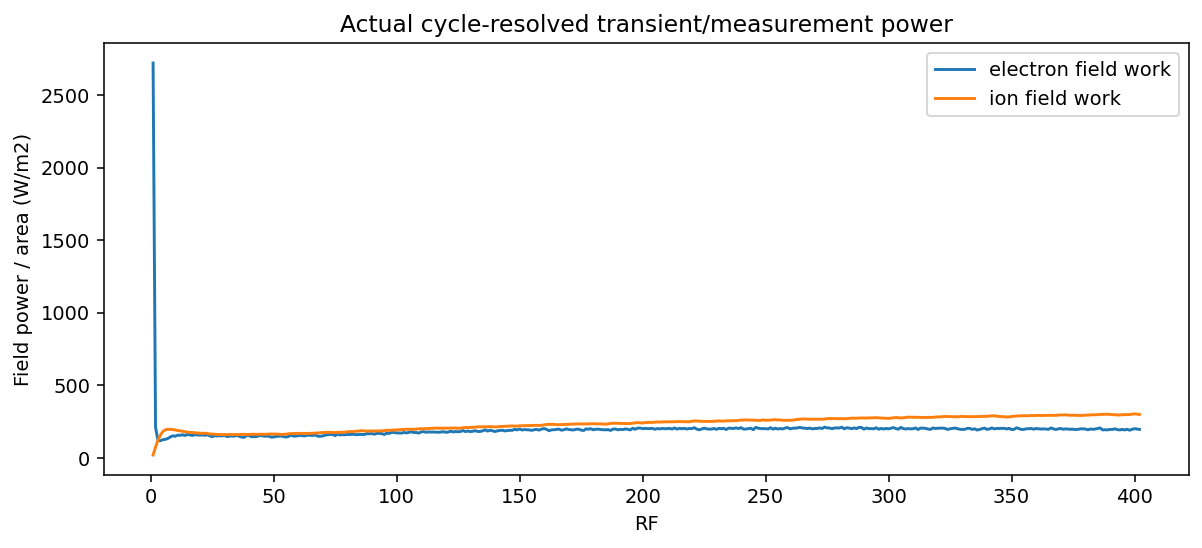 Actual cycle-resolved transient/measurement power
electron field work
ion field work
Field power / area (W/m2)
2500
2000
1500
1000
500
0
0 50 100 150 200 250 300 350 400
RF